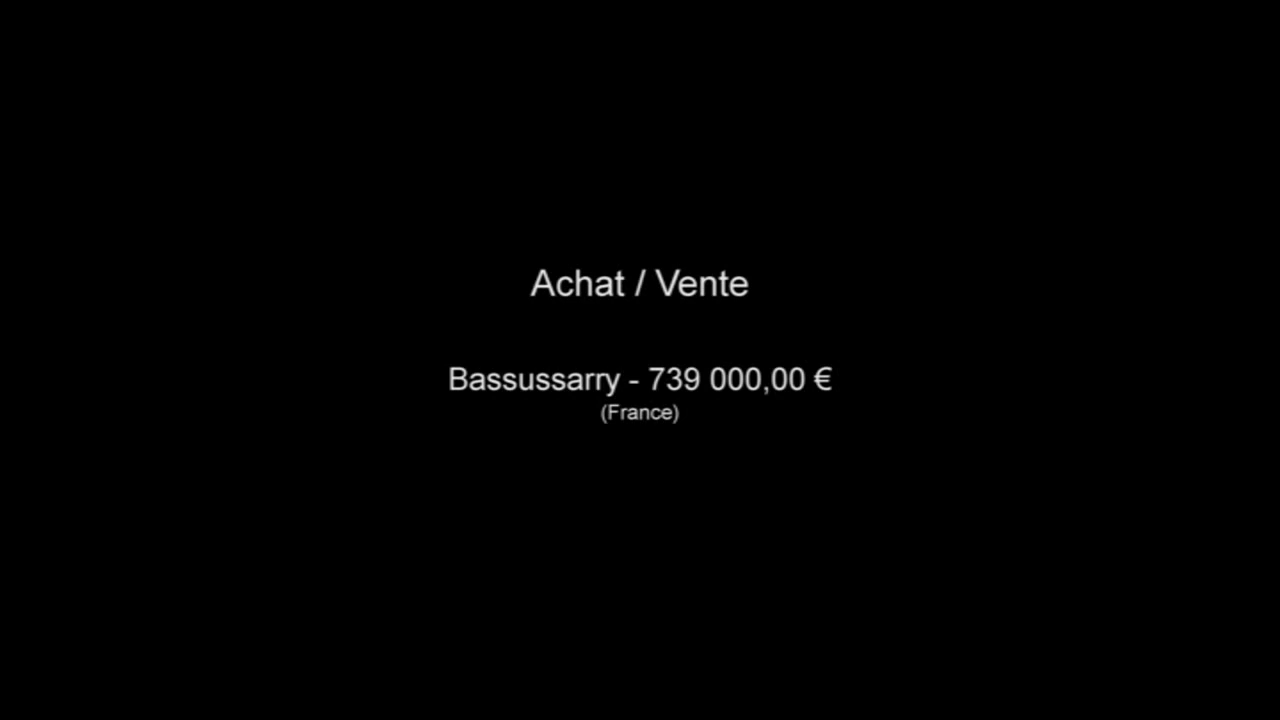 Achat / Vente
Bassussarry - 739 000,00 €
(France)